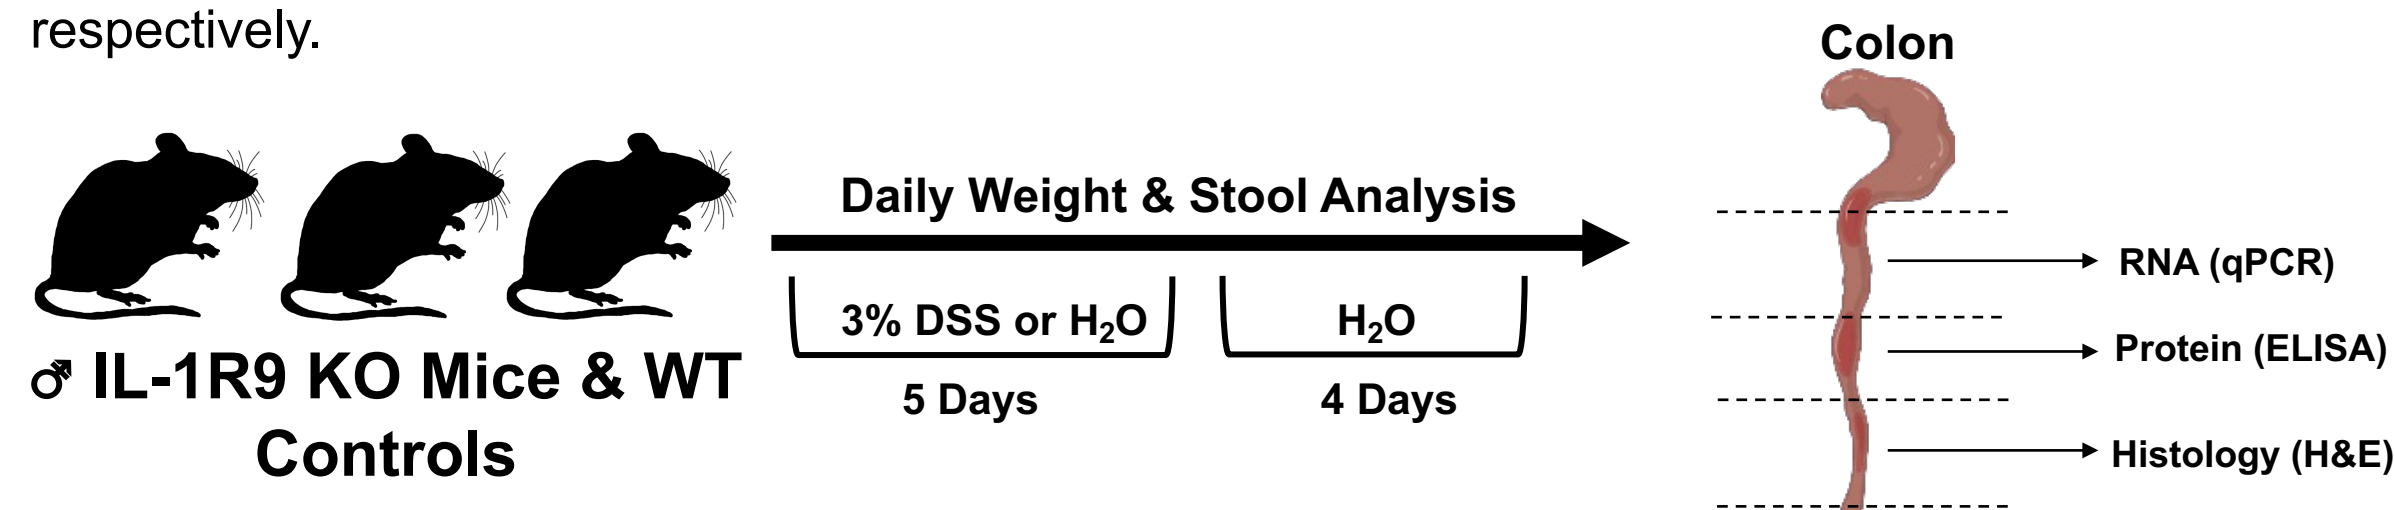 respectively.
Colon
Daily Weight & Stool Analysis
3% DSS or H₂O
H₂O
5 Days
4 Days
♂ IL-1R9 KO Mice & WT
Controls
RNA (qPCR)
Protein (ELISA)
Histology (H&E)